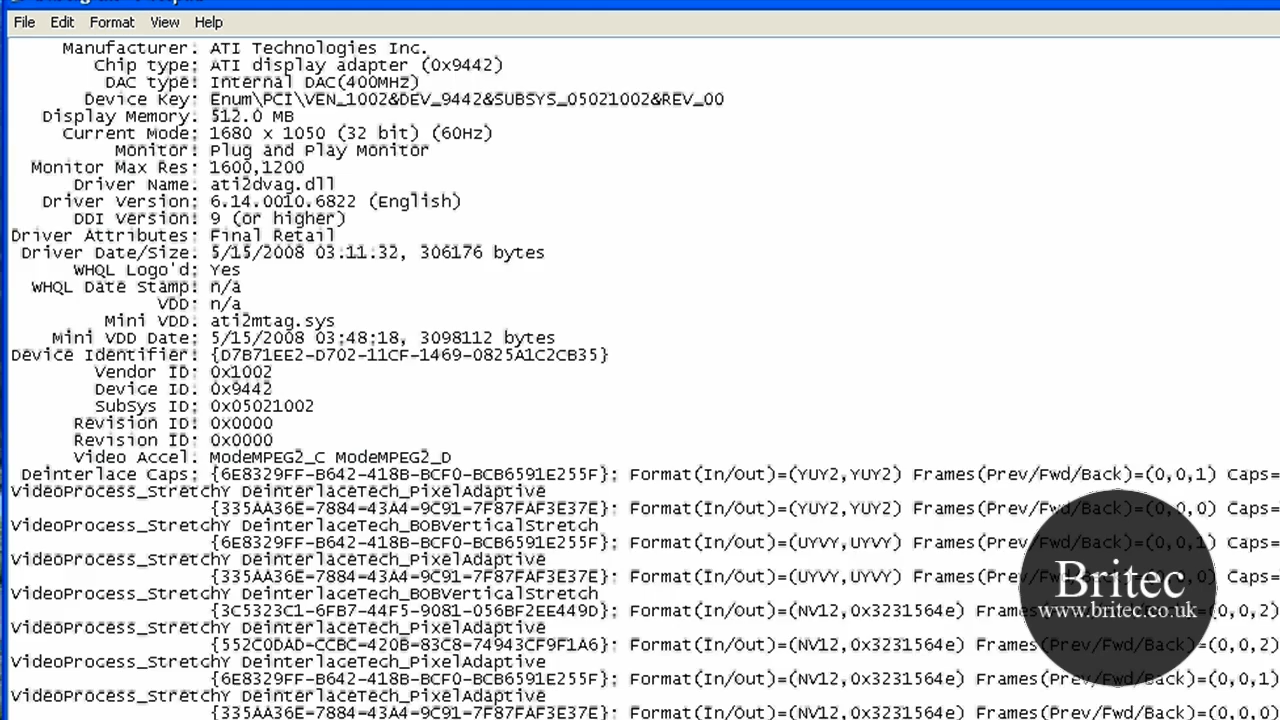 File Edit Format View Help
Manufacturer: ATI Technologies Inc.
Chip type: ATI display adapter (0x9442)
DAC type: Internal DAC(400MHz)
Device Key: Enum\PCI\VEN_1002&DEV_9442&SUBSYS_05021002&REV_00
Display Memory: 512.0 MB
Current Mode: 1680 x 1050 (32 bit) (60Hz)
Monitor: Plug and Play Monitor
Monitor Max Res: 1600,1200
Driver Name: ati2dvag.dll
Driver Version: 6.14.0010.6822 (English)
DDI Version: 9 (or higher)
Driver Attributes: Final Retail
Driver Date/Size: 5/15/2008 03:11:32, 306176 bytes
WHQL Logo'd: Yes
WHQL Date Stamp: n/a
VDD: n/a
Mini VDD: ati2mtag.sys
Mini VDD Date: 5/15/2008 03:48:18, 3098112 bytes
Device Identifier: {D7B71EE2-D702-11CF-1469-0825A1C2CB35}
Vendor ID: 0x1002
Device ID: 0x9442
SubSys ID: 0x05021002
Revision ID: 0x0000
Revision ID: 0x0000
Video Accel: ModeMPEG2_C ModeMPEG2_D
Deinterlace Caps: {6E8329FF-B642-418B-BCF0-BCB6591E255F}: Format(In/Out)=(YUY2,YUY2) Frames(Prev/Fwd/Back)=(0,0,1) Caps=
VideoProcess_StretchY DeinterlaceTech_PixelAdaptive
{335AA36E-7884-43A4-9C91-7F87FAF3E37E}: Format(In/Out)=(YUY2,YUY2) Frames(Prev/Fwd/Back)=(0,0,0) Caps=
VideoProcess_StretchY DeinterlaceTech_BOBVerticalStretch
{6E8329FF-B642-418B-BCF0-BCB6591E255F}: Format(In/Out)=(UYVY,UYVY) Frames(Prev/Fwd/Back)=(0,0,1) Caps=
VideoProcess_StretchY DeinterlaceTech_PixelAdaptive
{335AA36E-7884-43A4-9C91-7F87FAF3E37E}: Format(In/Out)=(UYVY,UYVY) Frames(Prev/Fwd/Back)=(0,0,0) Caps=
VideoProcess_StretchY DeinterlaceTech_BOBVerticalStretch
{3C5323C1-6FB7-44F5-9081-056BF2EE449D}: Format(In/Out)=(NV12,0x3231564e) Frames(Prev/Fwd/Back)=(0,0,2)
VideoProcess_StretchY DeinterlaceTech_PixelAdaptive
{552C0DAD-CCBC-420B-83C8-74943CF9F1A6}: Format(In/Out)=(NV12,0x3231564e) Frames(Prev/Fwd/Back)=(0,0,2)
VideoProcess_StretchY DeinterlaceTech_PixelAdaptive
{6E8329FF-B642-418B-BCF0-BCB6591E255F}: Format(In/Out)=(NV12,0x3231564e) Frames(Prev/Fwd/Back)=(0,0,1)
VideoProcess_StretchY DeinterlaceTech_PixelAdaptive
{335AA36E-7884-43A4-9C91-7F87FAF3E37E}: Format(In/Out)=(NV12,0x3231564e) Frames(Prev/Fwd/Back)=(0,0,0)
Britec
www.britec.co.uk